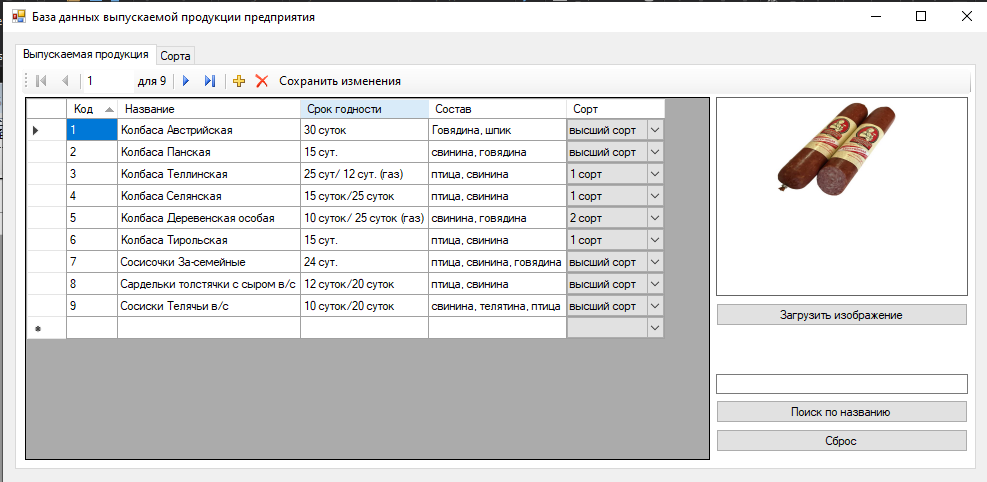 База данных выпускаемой продукции предприятия
Выпускаемая продукция Сорта
1 для 9 Сохранить изменения
Код Название Срок годности Состав Сорт
1 Колбаса Австрийская 30 суток Говядина, шпик высший сорт
2 Колбаса Панская 15 сут. свинина, говядина высший сорт
3 Колбаса Теллинская 25 сут/ 12 сут. (газ) птица, свинина 1 сорт
4 Колбаса Селянская 15 суток/25 суток птица, свинина 1 сорт
5 Колбаса Деревенская особая 10 суток/ 25 суток (газ) свинина, говядина 2 сорт
6 Колбаса Тирольская 15 сут. птица, свинина 1 сорт
7 Сосисочки За-семейные 24 сут. птица, свинина, говядина высший сорт
8 Сардельки толстячки с сыром в/с 12 суток/20 суток птица, свинина высший сорт
9 Сосиски Телячьи в/с 10 суток/20 суток свинина, телятина, птица высший сорт
Загрузить изображение
Поиск по названию
Сброс